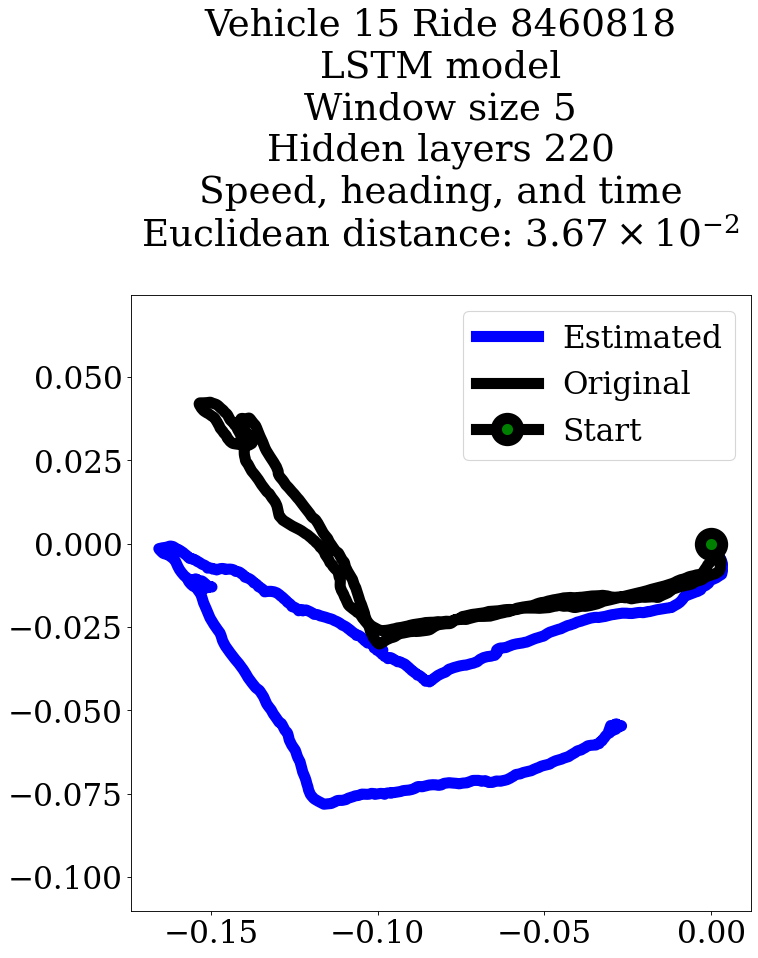 Vehicle 15 Ride 8460818
LSTM model
Window size 5
Hidden layers 220
Speed, heading, and time
Euclidean distance: 3.67 × 10⁻²
Estimated
Original
Start
0.050
0.025
0.000
−0.025
−0.050
−0.075
−0.100
−0.15 −0.10 −0.05 0.00